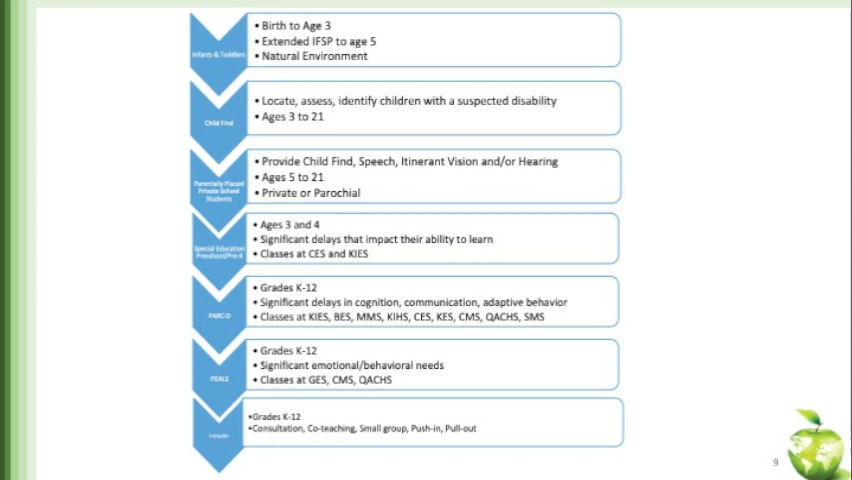 Infants & Toddlers
• Birth to Age 3
• Extended IFSP to age 5
• Natural Environment
Child Find
• Locate, assess, identify children with a suspected disability
• Ages 3 to 21
Parentally Placed
Private School
Students
• Provide Child Find, Speech, Itinerant Vision and/or Hearing
• Ages 5 to 21
• Private or Parochial
Special Education
Preschool/Pre-K
• Ages 3 and 4
• Significant delays that impact their ability to learn
• Classes at CES and KIES
• Grades K-12
• Significant delays in cognition, communication, adaptive behavior
• Classes at KIES, BES, MMS, KIHS, CES, KES, CMS, QACHS, SMS
PEALS
• Grades K-12
• Significant emotional/behavioral needs
• Classes at GES, CMS, QACHS
•Grades K-12
•Consultation, Co-teaching, Small group, Push-in, Pull-out
9